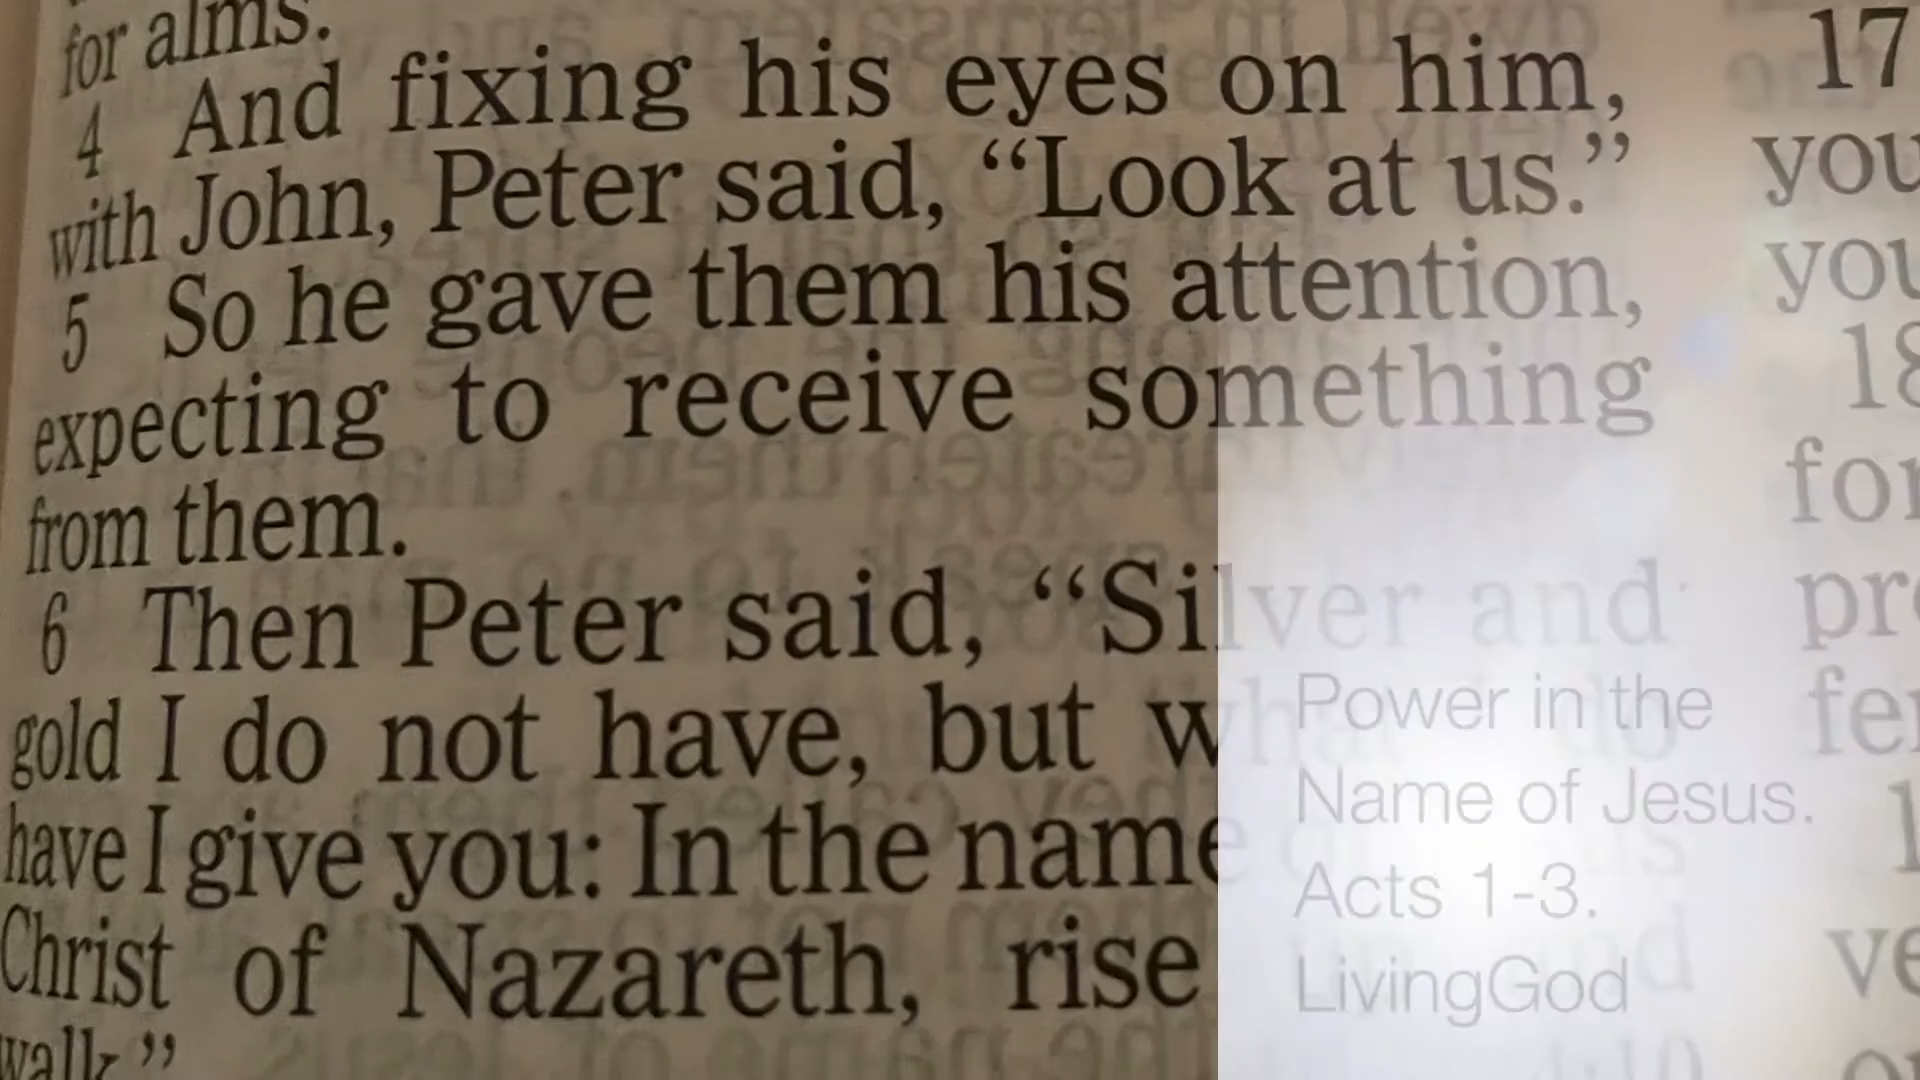 for alms.
4 And fixing his eyes on him,
with John, Peter said, “Look at us.”
5 So he gave them his attention,
expecting to receive something
from them.
6 Then Peter said, “Silver and
gold I do not have, but what do
have I give you: In the name
Christ of Nazareth, rise
walk”
17
you
you
18
for
Power in the
Name of Jesus.
Acts 1-3.
LivingGod